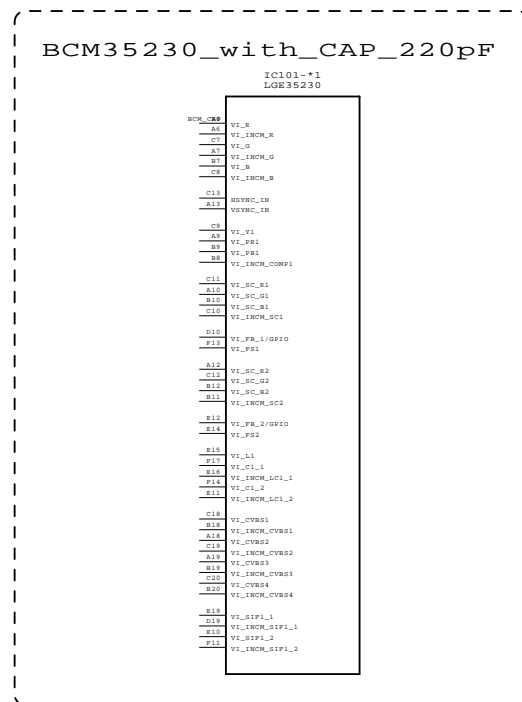 BCM35230_with_CAP_220pF
IC101-*1
LGE35230
BCM_CAP
VI_R
A6
VI_INCM_R
C7
VI_G
A7
VI_INCM_G
B7
VI_B
C8
VI_INCM_B
C13
HSYNC_IN
A13
VSYNC_IN
C9
VI_Y1
A9
VI_PR1
B9
VI_PB1
B8
VI_INCM_COMP1
C11
VI_SC_R1
A10
VI_SC_G1
B10
VI_SC_B1
C10
VI_INCM_SC1
D10
VI_FB_1/GPIO
F13
VI_FS1
A12
VI_SC_R2
C12
VI_SC_G2
B12
VI_SC_B2
B11
VI_INCM_SC2
E12
VI_FB_2/GPIO
E14
VI_FS2
E15
VI_L1
F17
VI_C1_1
E16
VI_INCM_LC1_1
F14
VI_C1_2
E11
VI_INCM_LC1_2
C18
VI_CVBS1
B18
VI_INCM_CVBS1
A18
VI_CVBS2
C19
VI_INCM_CVBS2
A19
VI_CVBS3
B19
VI_INCM_CVBS3
C20
VI_CVBS4
B20
VI_INCM_CVBS4
E19
VI_SIF1_1
D19
VI_INCM_SIF1_1
E10
VI_SIF1_2
F11
VI_INCM_SIF1_2